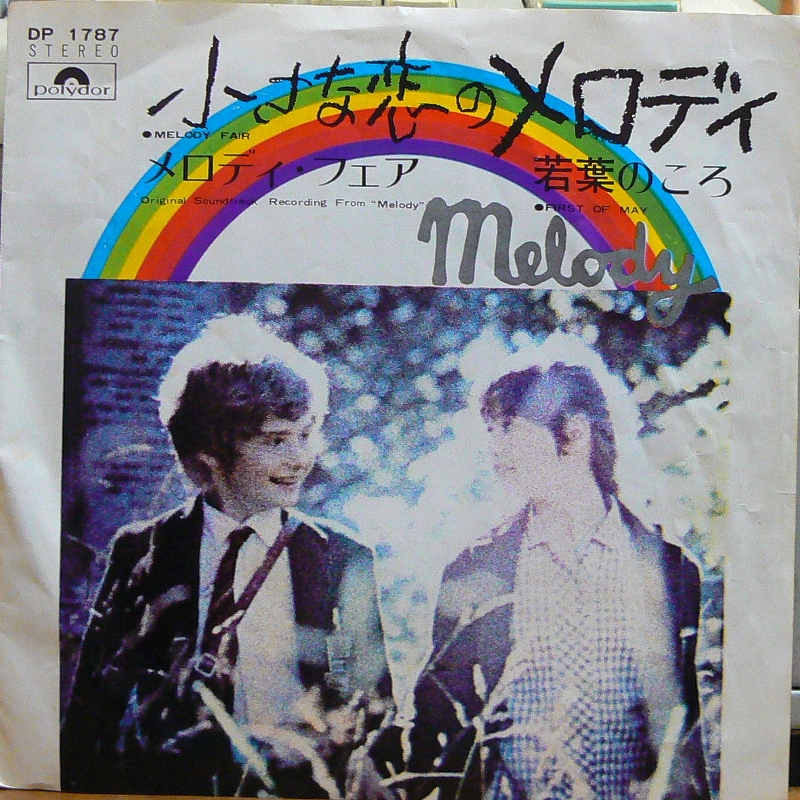 DP 1787
STEREO
polydor
小さな恋のメロディ
●MELODY FAIR
メロディ・フェア
若葉のころ
Original Soundtrack Recording From "Melody"
●FIRST OF MAY
Melody